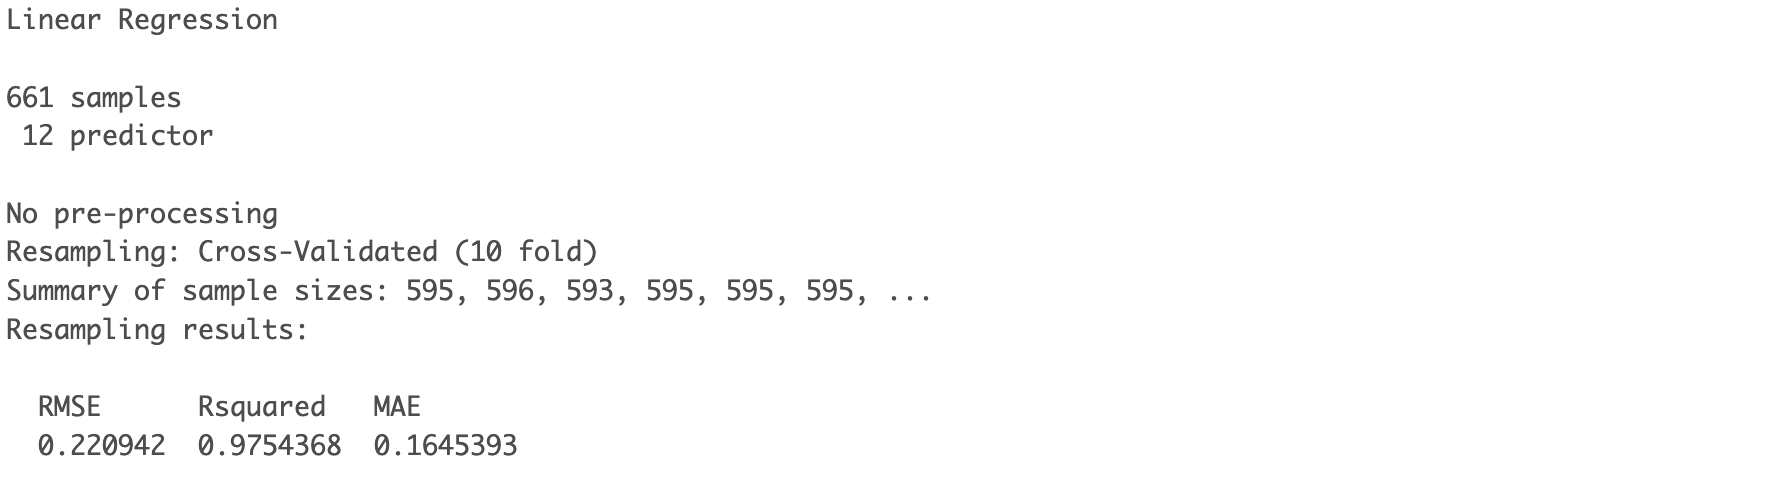 Linear Regression
661 samples
12 predictor
No pre-processing
Resampling: Cross-Validated (10 fold)
Summary of sample sizes: 595, 596, 593, 595, 595, 595, ...
Resampling results:
RMSE Rsquared MAE
0.220942 0.9754368 0.1645393